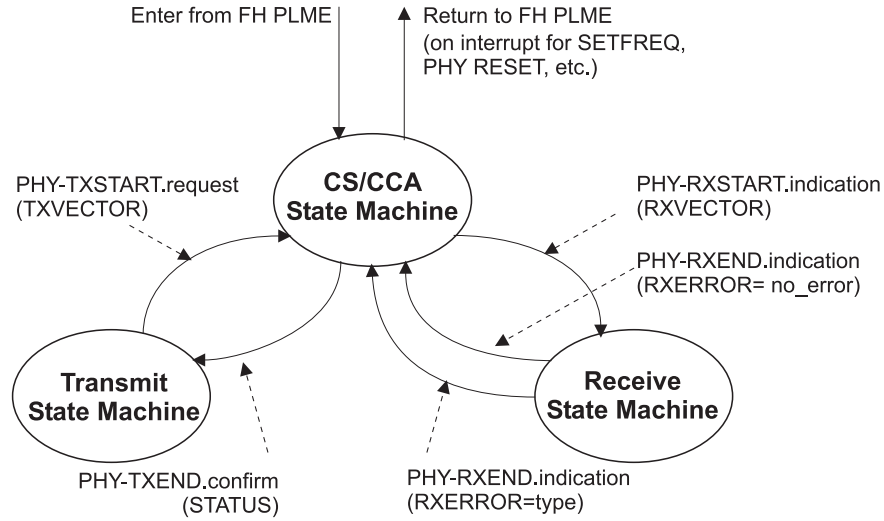 Enter from FH PLME
Return to FH PLME
(on interrupt for SETFREQ,
PHY RESET, etc.)
CS/CCA
State Machine
PHY-TXSTART.request
(TXVECTOR)
PHY-RXSTART.indication
(RXVECTOR)
PHY-RXEND.indication
(RXERROR= no_error)
Transmit
State Machine
Receive
State Machine
PHY-TXEND.confirm
(STATUS)
PHY-RXEND.indication
(RXERROR=type)